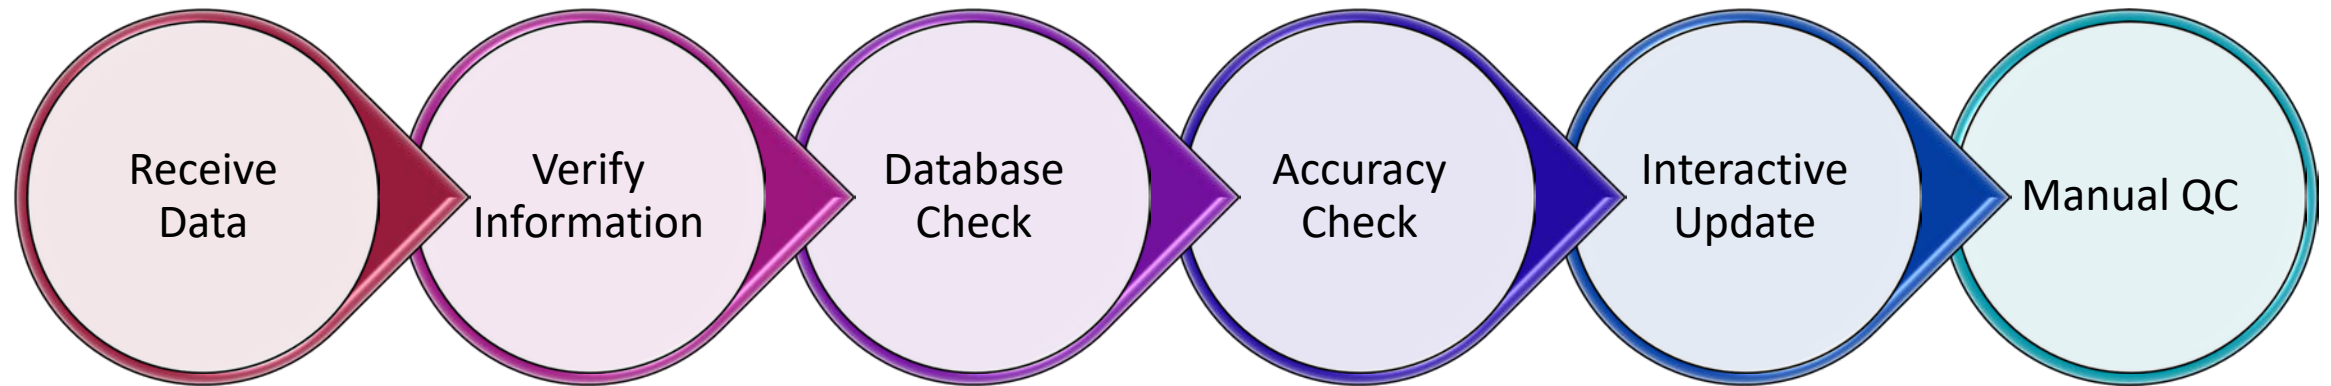 Receive
Data
Verify
Information
Database
Check
Accuracy
Check
Interactive
Update
Manual QC